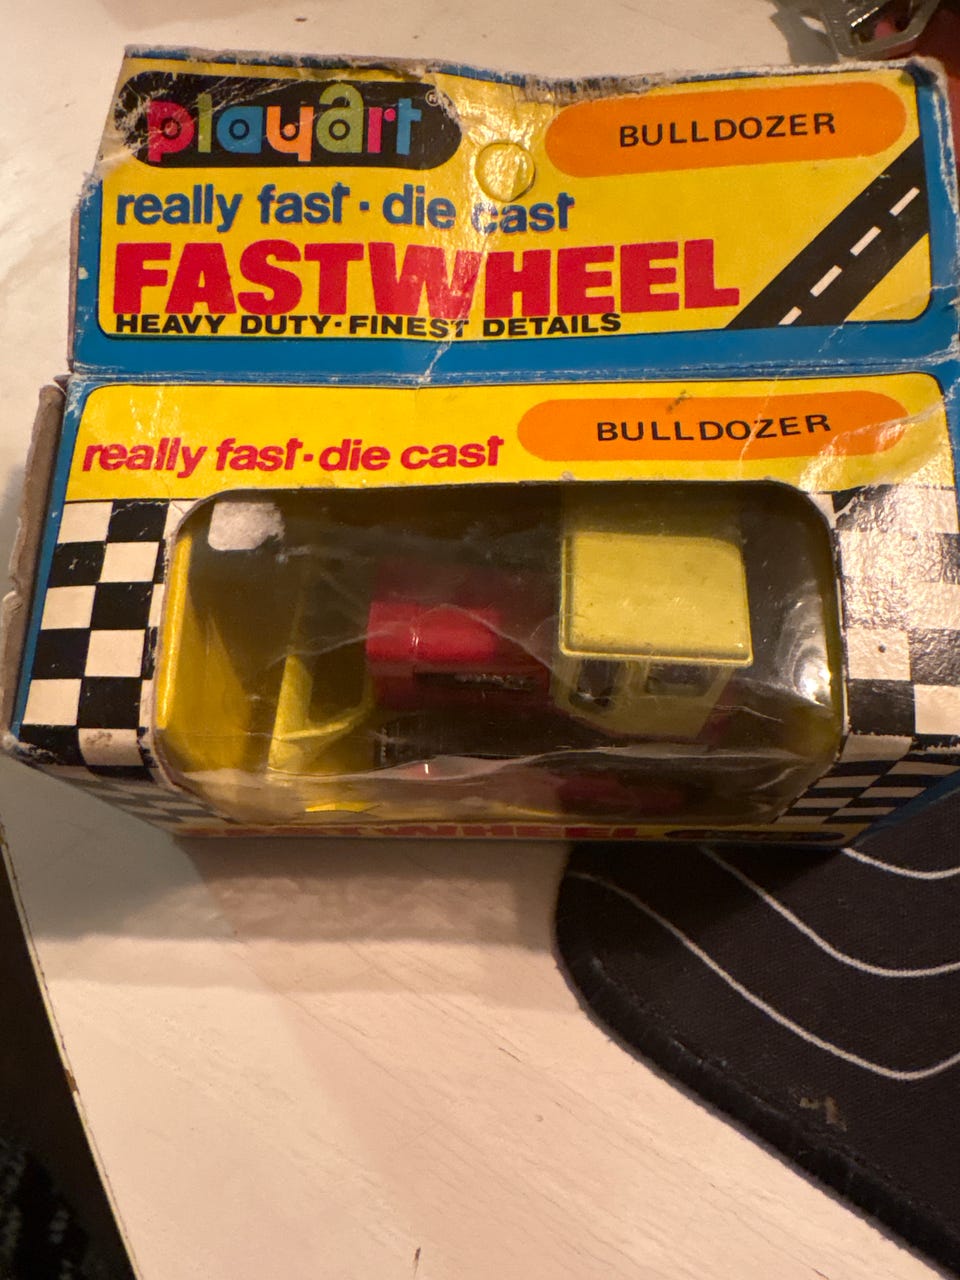 playart®
BULLDOZER
really fast · die cast
FASTWHEEL
HEAVY DUTY·FINEST DETAILS
BULLDOZER
really fast·die cast
FASTWHEEL